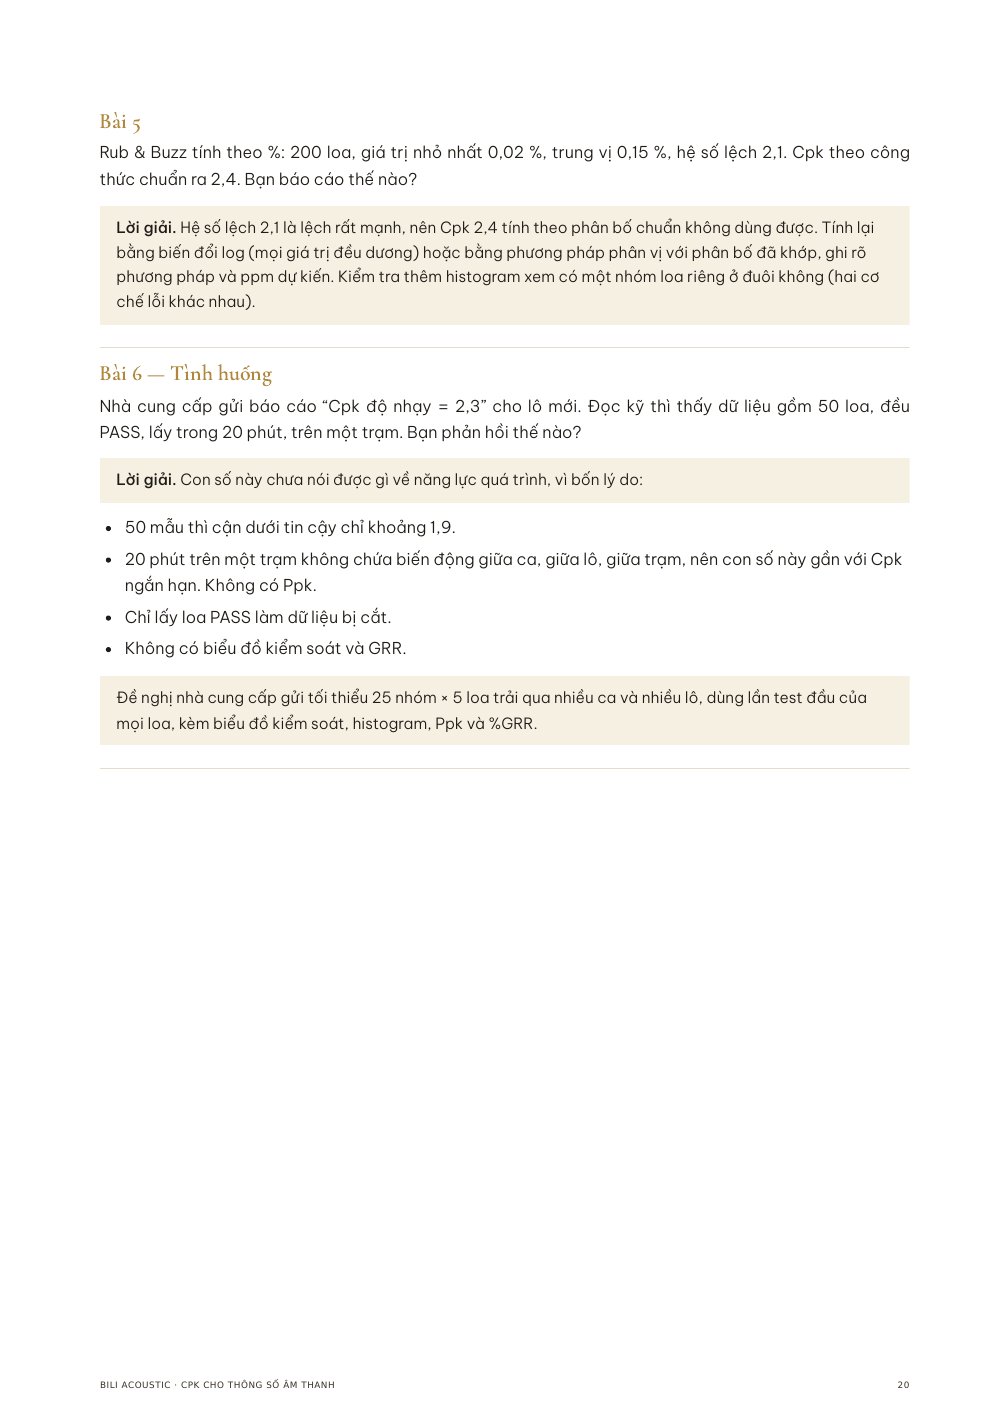 Bài 5
Rub & Buzz tính theo %: 200 loa, giá trị nhỏ nhất 0,02 %, trung vị 0,15 %, hệ số lệch 2,1. Cpk theo công
thức chuẩn ra 2,4. Bạn báo cáo thế nào?
Lời giải. Hệ số lệch 2,1 là lệch rất mạnh, nên Cpk 2,4 tính theo phân bố chuẩn không dùng được. Tính lại
bằng biến đổi log (mọi giá trị đều dương) hoặc bằng phương pháp phân vị với phân bố đã khớp, ghi rõ
phương pháp và ppm dự kiến. Kiểm tra thêm histogram xem có một nhóm loa riêng ở đuôi không (hai cơ
chế lỗi khác nhau).
Bài 6 — Tình huống
Nhà cung cấp gửi báo cáo “Cpk độ nhạy = 2,3” cho lô mới. Đọc kỹ thì thấy dữ liệu gồm 50 loa, đều
PASS, lấy trong 20 phút, trên một trạm. Bạn phản hồi thế nào?
Lời giải. Con số này chưa nói được gì về năng lực quá trình, vì bốn lý do:
• 50 mẫu thì cận dưới tin cậy chỉ khoảng 1,9.
• 20 phút trên một trạm không chứa biến động giữa ca, giữa lô, giữa trạm, nên con số này gần với Cpk
ngắn hạn. Không có Ppk.
• Chỉ lấy loa PASS làm dữ liệu bị cắt.
• Không có biểu đồ kiểm soát và GRR.
Đề nghị nhà cung cấp gửi tối thiểu 25 nhóm × 5 loa trải qua nhiều ca và nhiều lô, dùng lần test đầu của
mọi loa, kèm biểu đồ kiểm soát, histogram, Ppk và %GRR.
BILI ACOUSTIC · CPK CHO THÔNG SỐ ÂM THANH
20